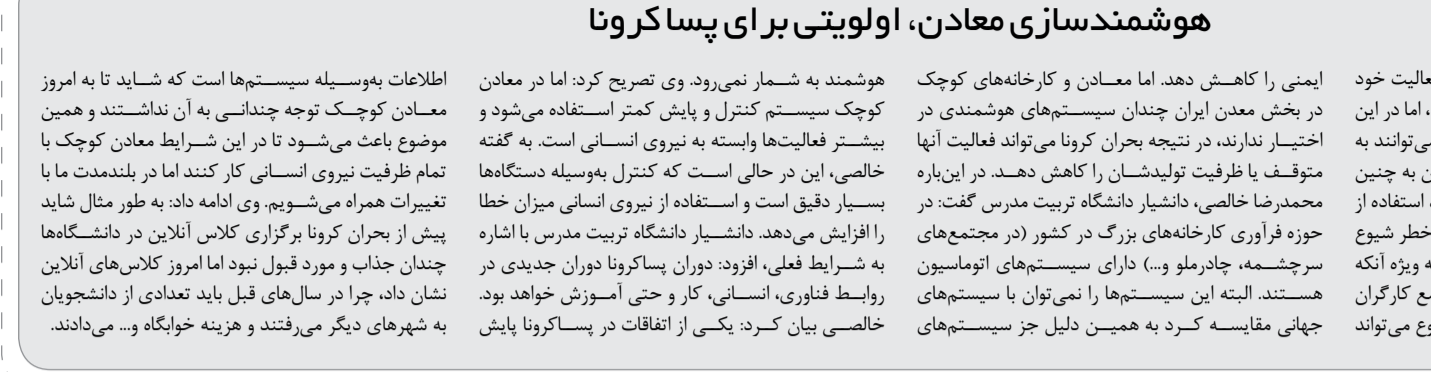 هوشمندسازی معادن، اولویتی برای پساکرونا
عالیت خود
، اما در این
ی‌توانند به
ن به چنین
، استفاده از
خطر شیوع
ه ویژه آنکه
ع کارگران
وع می‌تواند
ایمنی را کاهش دهد. اما معادن و کارخانه‌های کوچک
در بخش معدن ایران چندان سیستم‌های هوشمندی در
اختیار ندارند، در نتیجه بحران کرونا می‌تواند فعالیت آنها
متوقف یا ظرفیت تولیدشان را کاهش دهد. در این‌باره
محمدرضا خالصی، دانشیار دانشگاه تربیت مدرس گفت: در
حوزه فرآوری کارخانه‌های بزرگ در کشور (در مجتمع‌های
سرچشمه، چادرملو و...) دارای سیستم‌های اتوماسیون
هستند. البته این سیستم‌ها را نمی‌توان با سیستم‌های
جهانی مقایسه کرد به همین دلیل جز سیستم‌های
هوشمند به شمار نمی‌رود. وی تصریح کرد: اما در معادن
کوچک سیستم کنترل و پایش کمتر استفاده می‌شود و
بیشتر فعالیت‌ها وابسته به نیروی انسانی است. به گفته
خالصی، این در حالی است که کنترل به‌وسیله دستگاه‌ها
بسیار دقیق است و استفاده از نیروی انسانی میزان خطا
را افزایش می‌دهد. دانشیار دانشگاه تربیت مدرس با اشاره
به شرایط فعلی، افزود: دوران پساکرونا دوران جدیدی در
روابط فناوری، انسانی، کار و حتی آموزش خواهد بود.
خالصی بیان کرد: یکی از اتفاقات در پساکرونا پایش
اطلاعات به‌وسیله سیستم‌ها است که شاید تا به امروز
معادن کوچک توجه چندانی به آن نداشتند و همین
موضوع باعث می‌شود تا در این شرایط معادن کوچک با
تمام ظرفیت نیروی انسانی کار کنند اما در بلندمدت ما با
تغییرات همراه می‌شویم. وی ادامه داد: به طور مثال شاید
پیش از بحران کرونا برگزاری کلاس آنلاین در دانشگاه‌ها
چندان جذاب و مورد قبول نبود اما امروز کلاس‌های آنلاین
نشان داد، چرا در سال‌های قبل باید تعدادی از دانشجویان
به شهرهای دیگر می‌رفتند و هزینه خوابگاه و... می‌دادند.